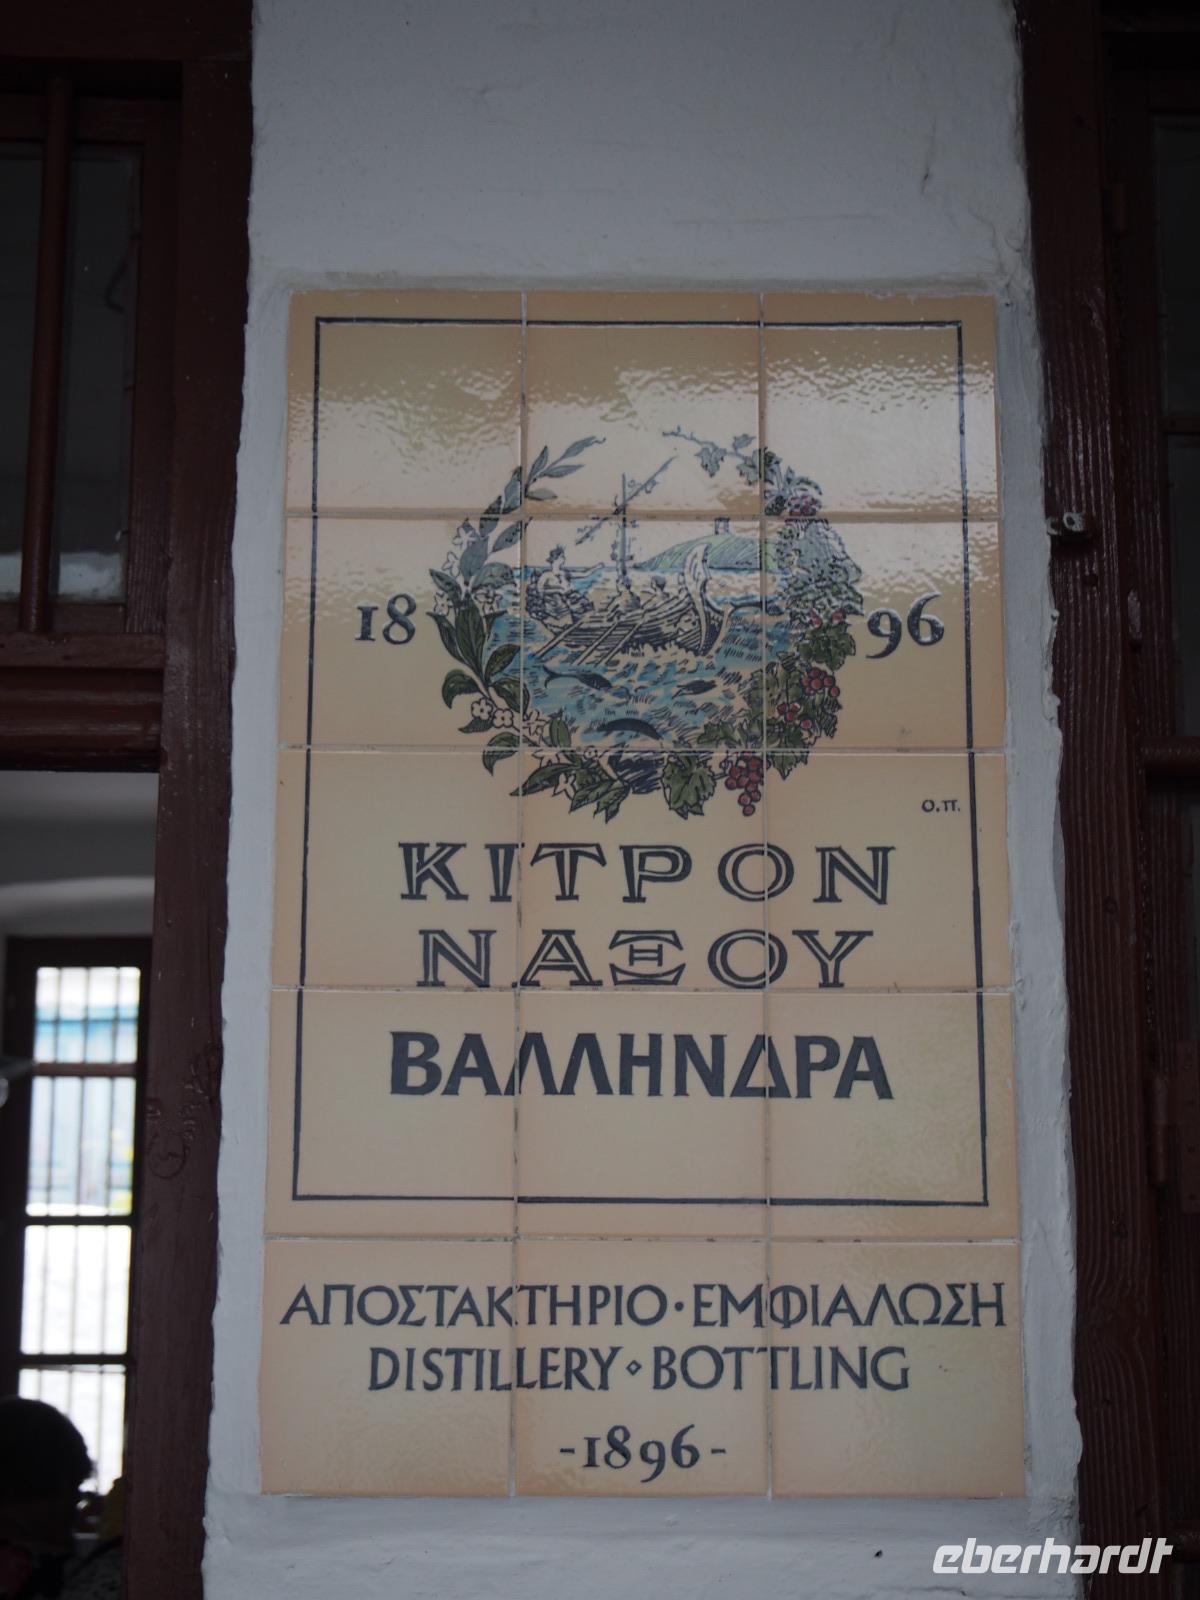 18 96
Ο.Π.
ΚΙΤΡΟΝ
ΝΑΞΟΥ
ΒΑΛΛΗΝΔΡΑ
ΑΠΟΣΤΑΚΤΗΡΙΟ · ΕΜΦΙΑΛΩΣΗ
DISTILLERY ⋄ BOTTLING
-1896-
eberhardt